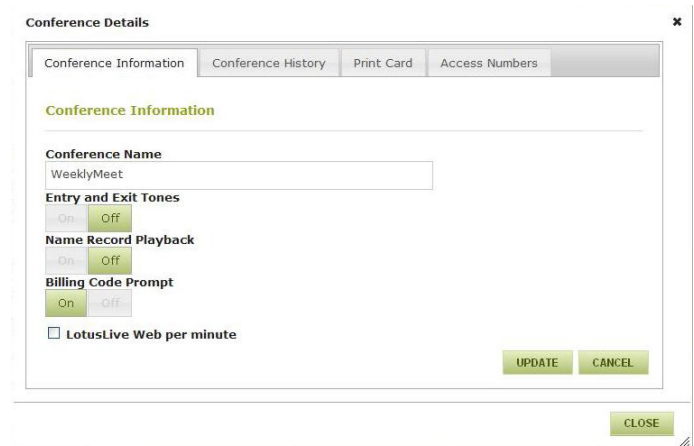 Conference Details
Conference Information Conference History Print Card Access Numbers
Conference Information
Conference Name
WeeklyMeet
Entry and Exit Tones
On Off
Name Record Playback
On Off
Billing Code Prompt
On Off
LotusLive Web per minute
UPDATE CANCEL
CLOSE